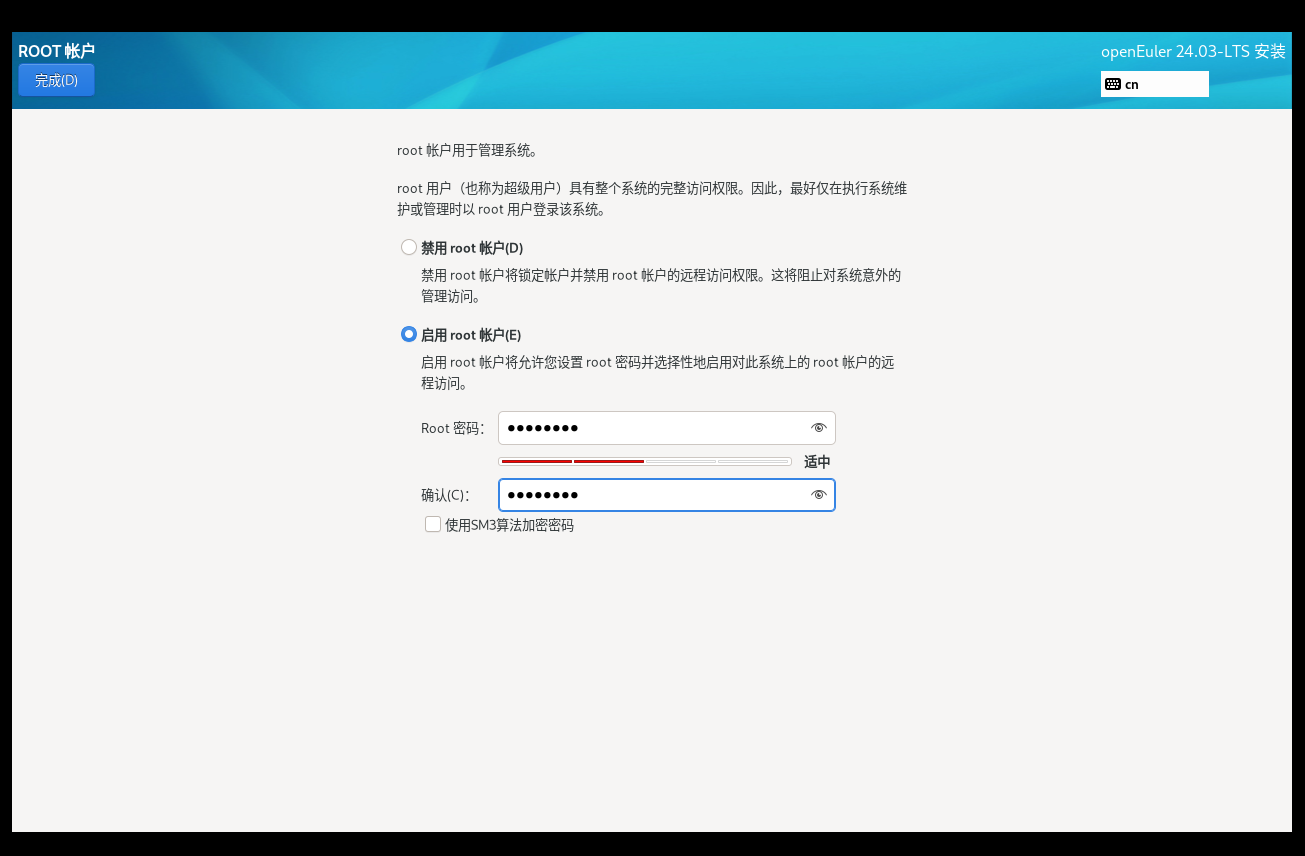 ROOT 帐户
openEuler 24.03-LTS 安装
完成(D)
cn
root 帐户用于管理系统。
root 用户（也称为超级用户）具有整个系统的完整访问权限。因此，最好仅在执行系统维
护或管理时以 root 用户登录该系统。
禁用 root 帐户(D)
禁用 root 帐户将锁定帐户并禁用 root 帐户的远程访问权限。这将阻止对系统意外的
管理访问。
启用 root 帐户(E)
启用 root 帐户将允许您设置 root 密码并选择性地启用对此系统上的 root 帐户的远
程访问。
Root 密码：
适中
确认(C)：
使用SM3算法加密密码